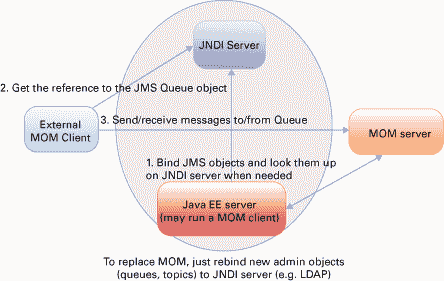 JNDI Server
2. Get the reference to the JMS Queue object
External
MOM Client
3. Send/receive messages to/from Queue
MOM server
1. Bind JMS objects and look them up
on JNDI server when needed
Java EE server
(may run a MOM client)
To replace MOM, just rebind new admin objects
(queues, topics) to JNDI server (e.g. LDAP)